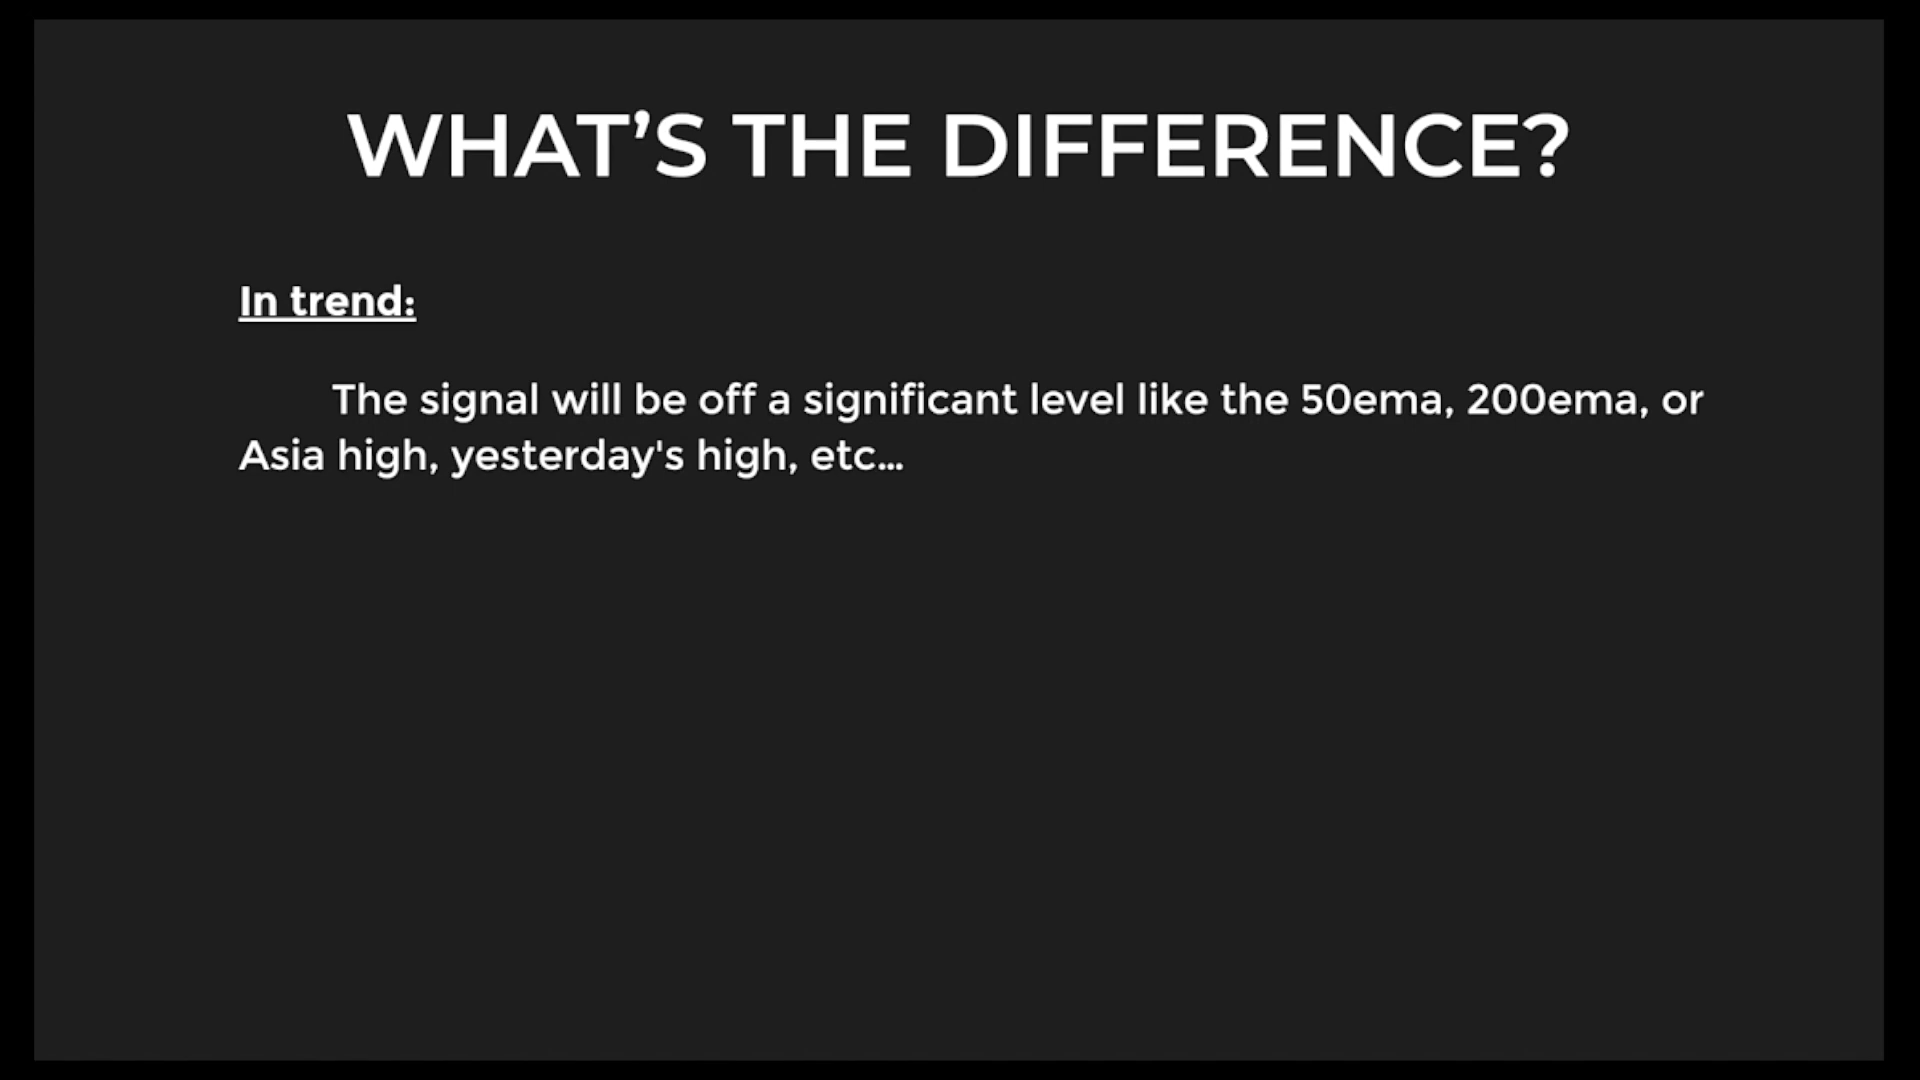 WHAT’S THE DIFFERENCE?
In trend:
The signal will be off a significant level like the 50ema, 200ema, or
Asia high, yesterday's high, etc...